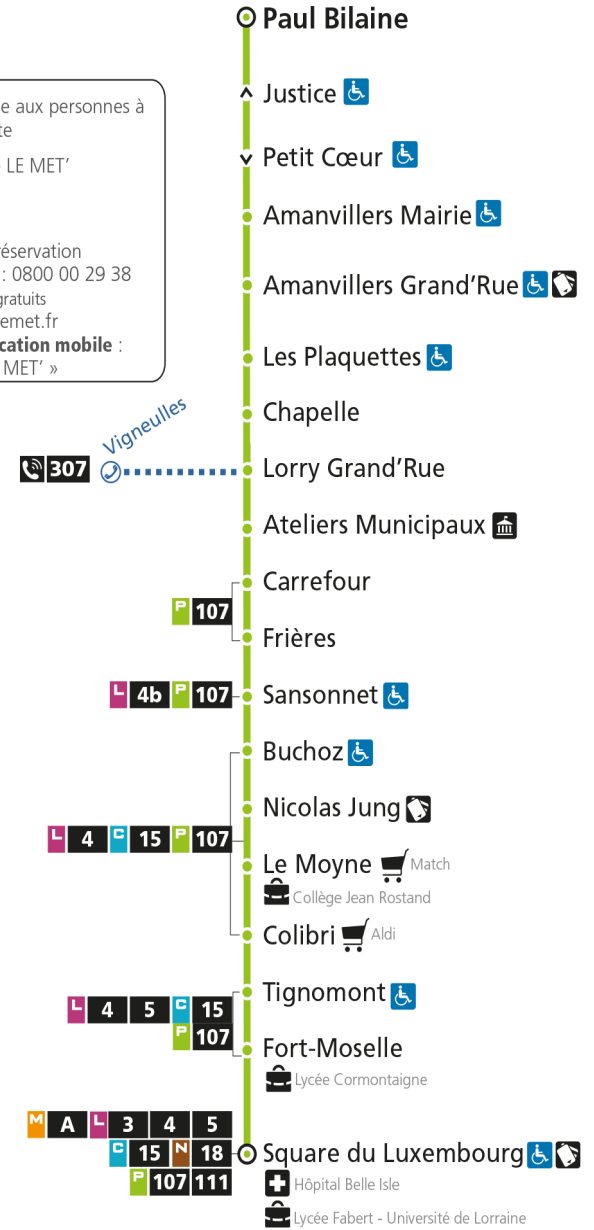 Paul Bilaine
Justice
Petit Cœur
Amanvillers Mairie
Amanvillers Grand'Rue
Les Plaquettes
Chapelle
Lorry Grand'Rue
Ateliers Municipaux
Carrefour
Frières
Sansonnet
Buchoz
Nicolas Jung
Le Moyne Match
Collège Jean Rostand
Colibri Aldi
Tignomont
Fort-Moselle
Lycée Cormontaigne
Square du Luxembourg
Hôpital Belle Isle
Lycée Fabert - Université de Lorraine
e aux personnes à
te
LE MET'
réservation
: 0800 00 29 38
gratuits
emet.fr
cation mobile :
MET' »
Vigneulles
307
P 107
L 4b P 107
L 4 C 15 P 107
L 4 5 C 15
P 107
M A L 3 4 5
C 15 N 18
P 107 111